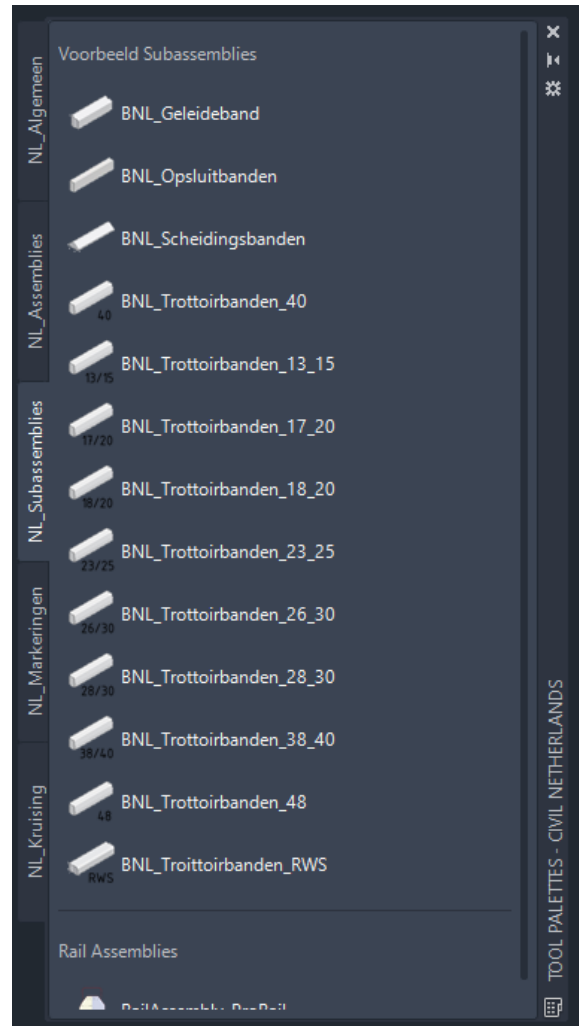 NL_Algemeen
NL_Assemblies
NL_Subassemblies
NL_Markeringen
NL_Kruising
Voorbeeld Subassemblies
BNL_Geleideband
BNL_Opsluitbanden
BNL_Scheidingsbanden
40
BNL_Trottoirbanden_40
13/15
BNL_Trottoirbanden_13_15
17/20
BNL_Trottoirbanden_17_20
18/20
BNL_Trottoirbanden_18_20
23/25
BNL_Trottoirbanden_23_25
26/30
BNL_Trottoirbanden_26_30
28/30
BNL_Trottoirbanden_28_30
38/40
BNL_Trottoirbanden_38_40
48
BNL_Trottoirbanden_48
RWS
BNL_Troittoirbanden_RWS
Rail Assemblies
RailAssembly_ProRail
TOOL PALETTES - CIVIL NETHERLANDS